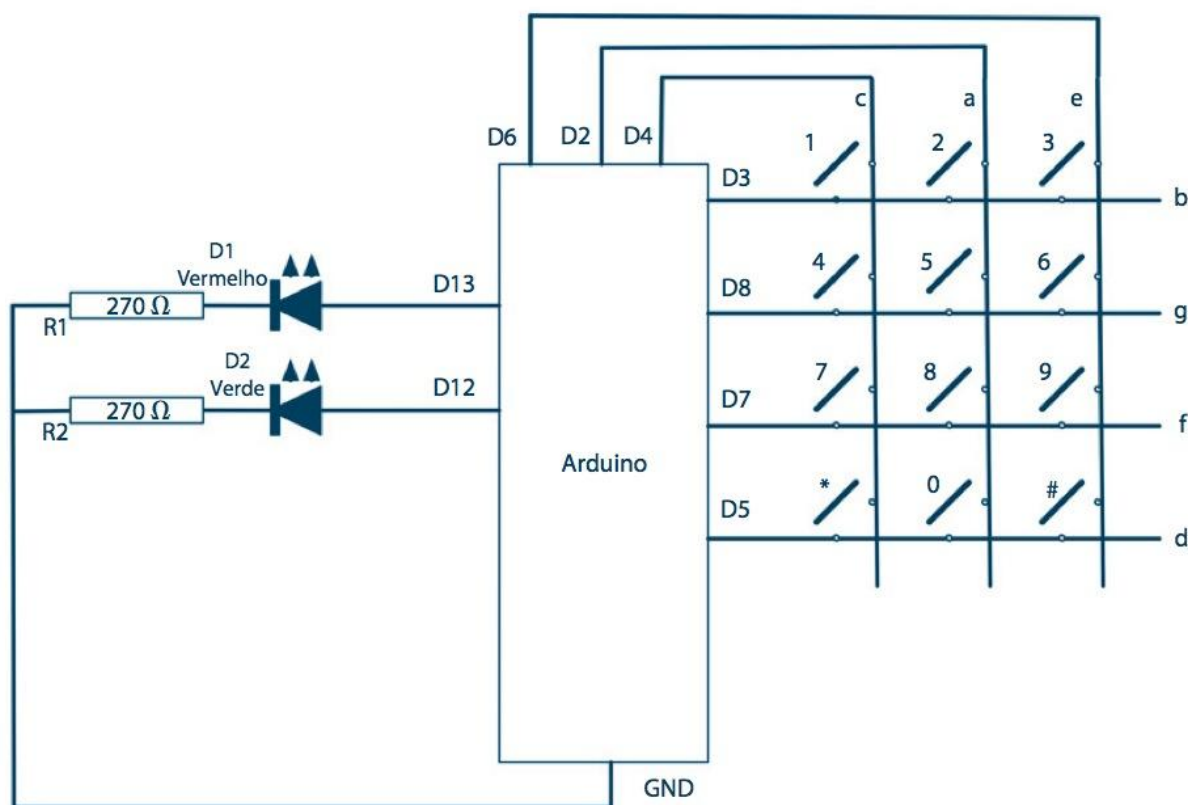 c a e
D6 D2 D4
1 2 3
D3
b
D1
Vermelho
D13
4 5 6
D8
g
270 Ω
R1
D2
Verde
D12
7 8 9
D7
f
270 Ω
R2
Arduino
* 0 #
D5
d
GND